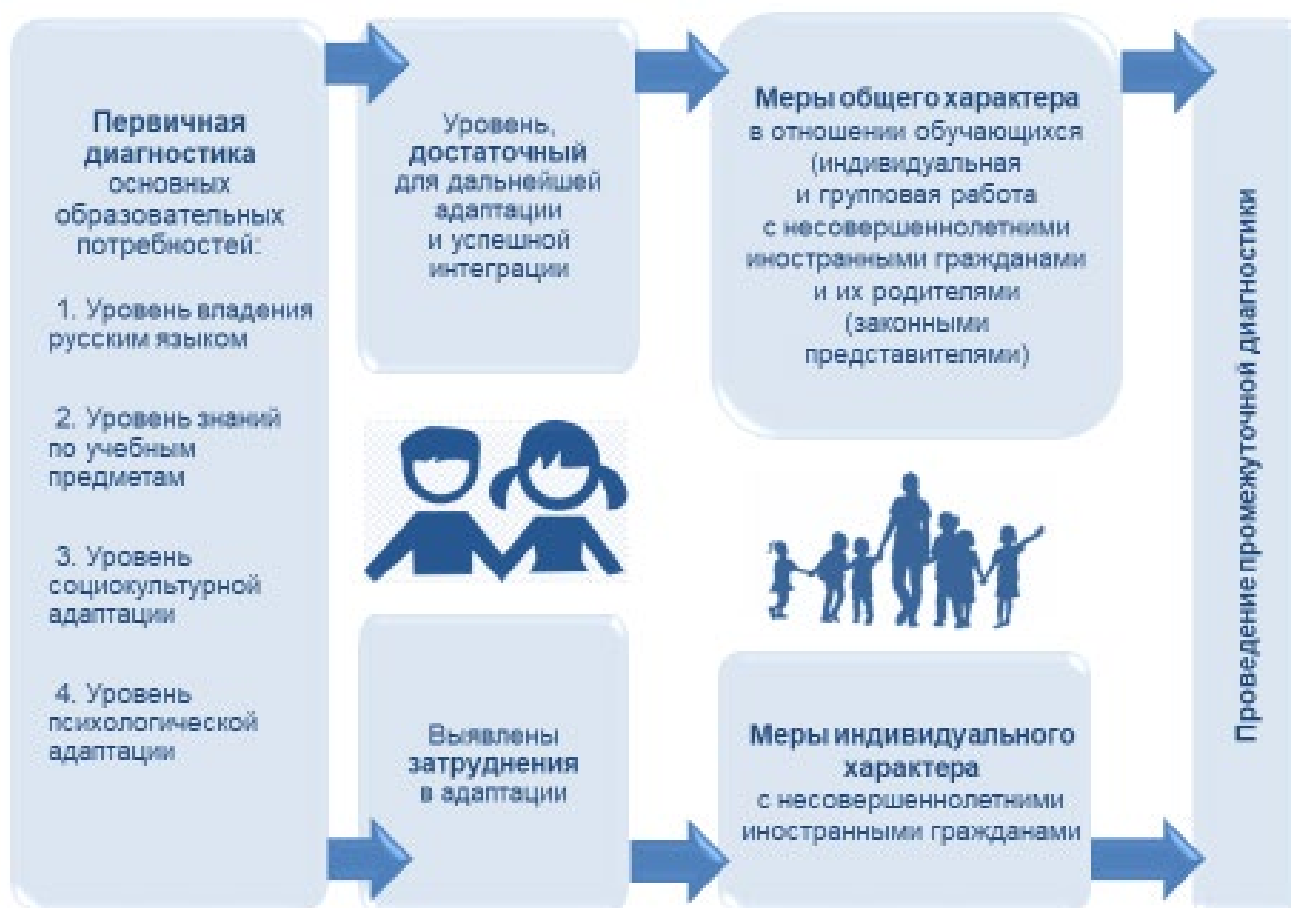 Первичная
диагностика
основных
образовательных
потребностей:
1. Уровень владения
русским языком
2. Уровень знаний
по учебным
предметам
3. Уровень
социокультурной
адаптации
4. Уровень
психологической
адаптации
Уровень,
достаточный
для дальнейшей
адаптации
и успешной
интеграции
Меры общего характера
в отношении обучающихся
(индивидуальная
и групповая работа
с несовершеннолетними
иностранными гражданами
и их родителями
(законными
представителями)
Выявлены
затруднения
в адаптации
Меры индивидуального
характера
с несовершеннолетними
иностранными гражданами
Проведение промежуточной диагностики